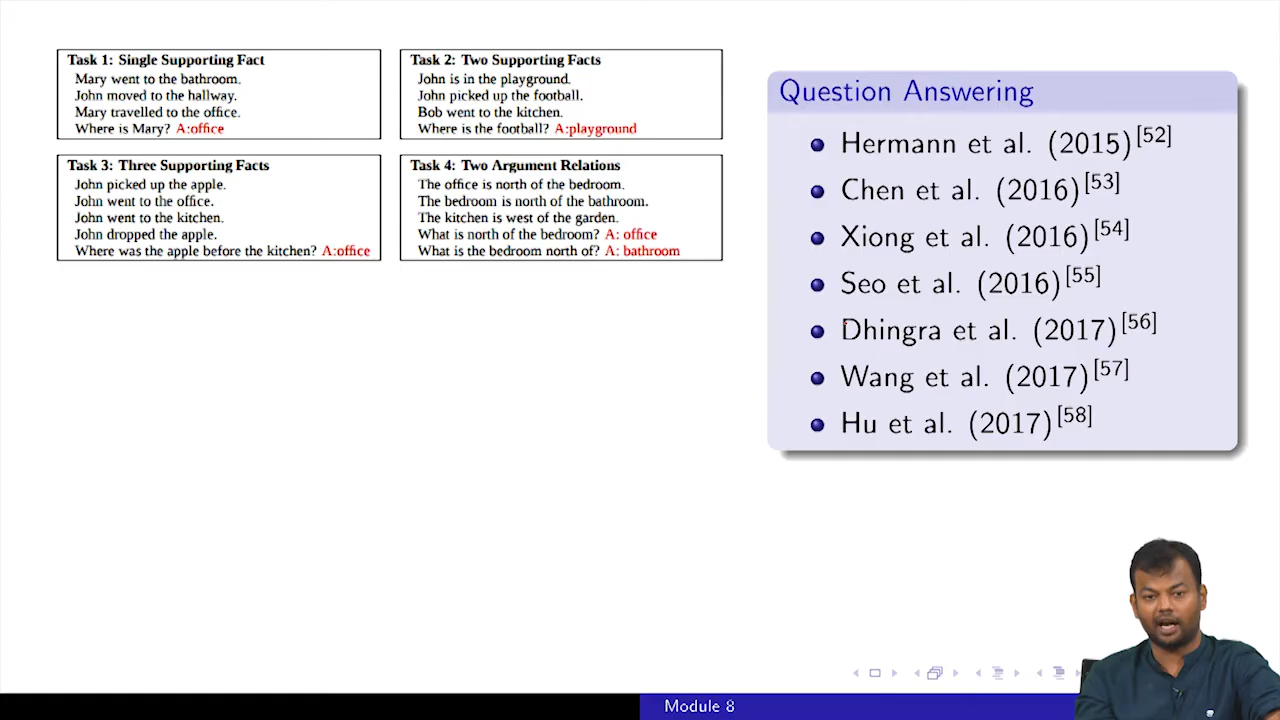 Task 1: Single Supporting Fact
Mary went to the bathroom.
John moved to the hallway.
Mary travelled to the office.
Where is Mary? A:office
Task 2: Two Supporting Facts
John is in the playground.
John picked up the football.
Bob went to the kitchen.
Where is the football? A:playground
Task 3: Three Supporting Facts
John picked up the apple.
John went to the office.
John went to the kitchen.
John dropped the apple.
Where was the apple before the kitchen? A:office
Task 4: Two Argument Relations
The office is north of the bedroom.
The bedroom is north of the bathroom.
The kitchen is west of the garden.
What is north of the bedroom? A: office
What is the bedroom north of? A: bathroom
Question Answering
Hermann et al. (2015)[52]
Chen et al. (2016)[53]
Xiong et al. (2016)[54]
Seo et al. (2016)[55]
Dhingra et al. (2017)[56]
Wang et al. (2017)[57]
Hu et al. (2017)[58]
Module 8